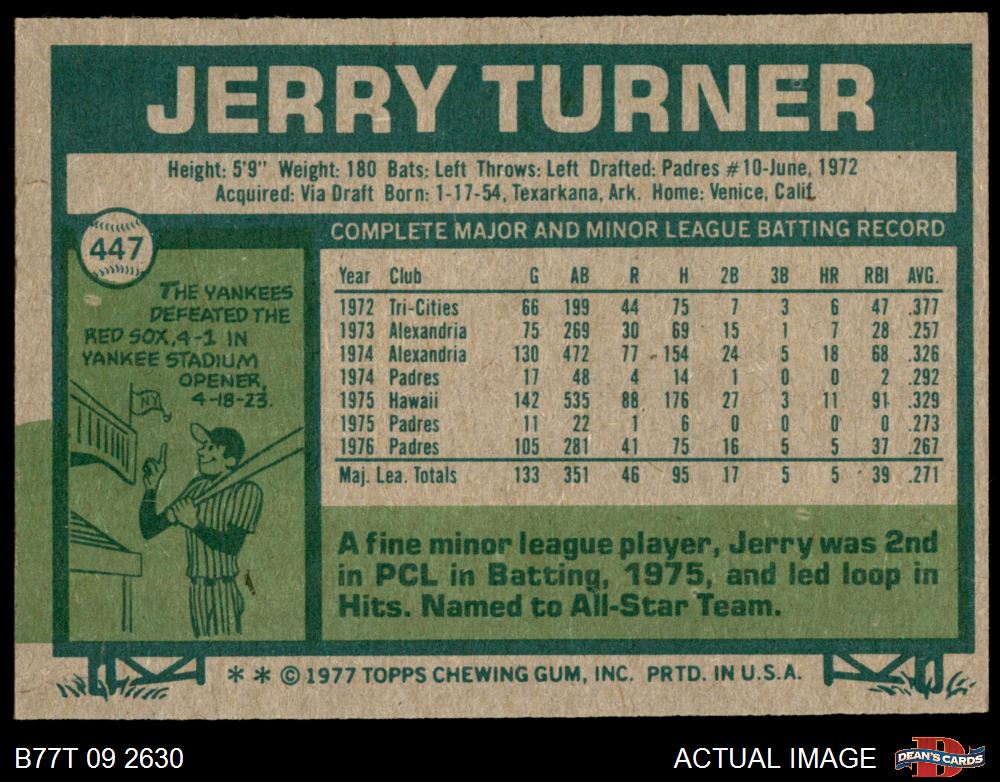 JERRY TURNER
Height: 5'9" Weight: 180 Bats: Left Throws: Left Drafted: Padres #10-June, 1972
Acquired: Via Draft Born: 1-17-54, Texarkana, Ark. Home: Venice, Calif.
447
THE YANKEES
DEFEATED THE
RED SOX, 4-1 IN
YANKEE STADIUM
OPENER,
4-18-23.
NY
COMPLETE MAJOR AND MINOR LEAGUE BATTING RECORD
Year Club G AB R H 2B 3B HR RBI AVG.
1972 Tri-Cities 66 199 44 75 7 3 6 47 .377
1973 Alexandria 75 269 30 69 15 1 7 28 .257
1974 Alexandria 130 472 77 154 24 5 18 68 .326
1974 Padres 17 48 4 14 1 0 0 2 .292
1975 Hawaii 142 535 88 176 27 3 11 91 .329
1975 Padres 11 22 1 6 0 0 0 0 .273
1976 Padres 105 281 41 75 16 5 5 37 .267
Maj. Lea. Totals 133 351 46 95 17 5 5 39 .271
A fine minor league player, Jerry was 2nd
in PCL in Batting, 1975, and led loop in
Hits. Named to All-Star Team.
* * © 1977 TOPPS CHEWING GUM, INC. PRTD. IN U.S.A.
B77T 09 2630
ACTUAL IMAGE
D
DEAN'S CARDS